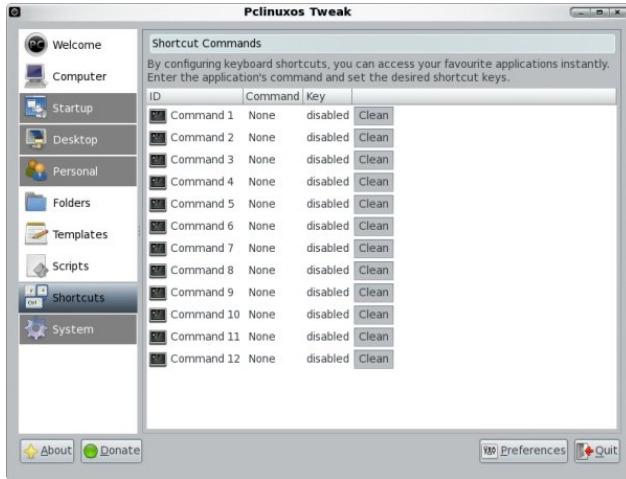 Pclinuxos Tweak
Welcome
Computer
Startup
Desktop
Personal
Folders
Templates
Scripts
Shortcuts
System
Shortcut Commands
By configuring keyboard shortcuts, you can access your favourite applications instantly.
Enter the application's command and set the desired shortcut keys.
ID Command Key
Command 1 None disabled Clean
Command 2 None disabled Clean
Command 3 None disabled Clean
Command 4 None disabled Clean
Command 5 None disabled Clean
Command 6 None disabled Clean
Command 7 None disabled Clean
Command 8 None disabled Clean
Command 9 None disabled Clean
Command 10 None disabled Clean
Command 11 None disabled Clean
Command 12 None disabled Clean
About Donate Preferences Quit